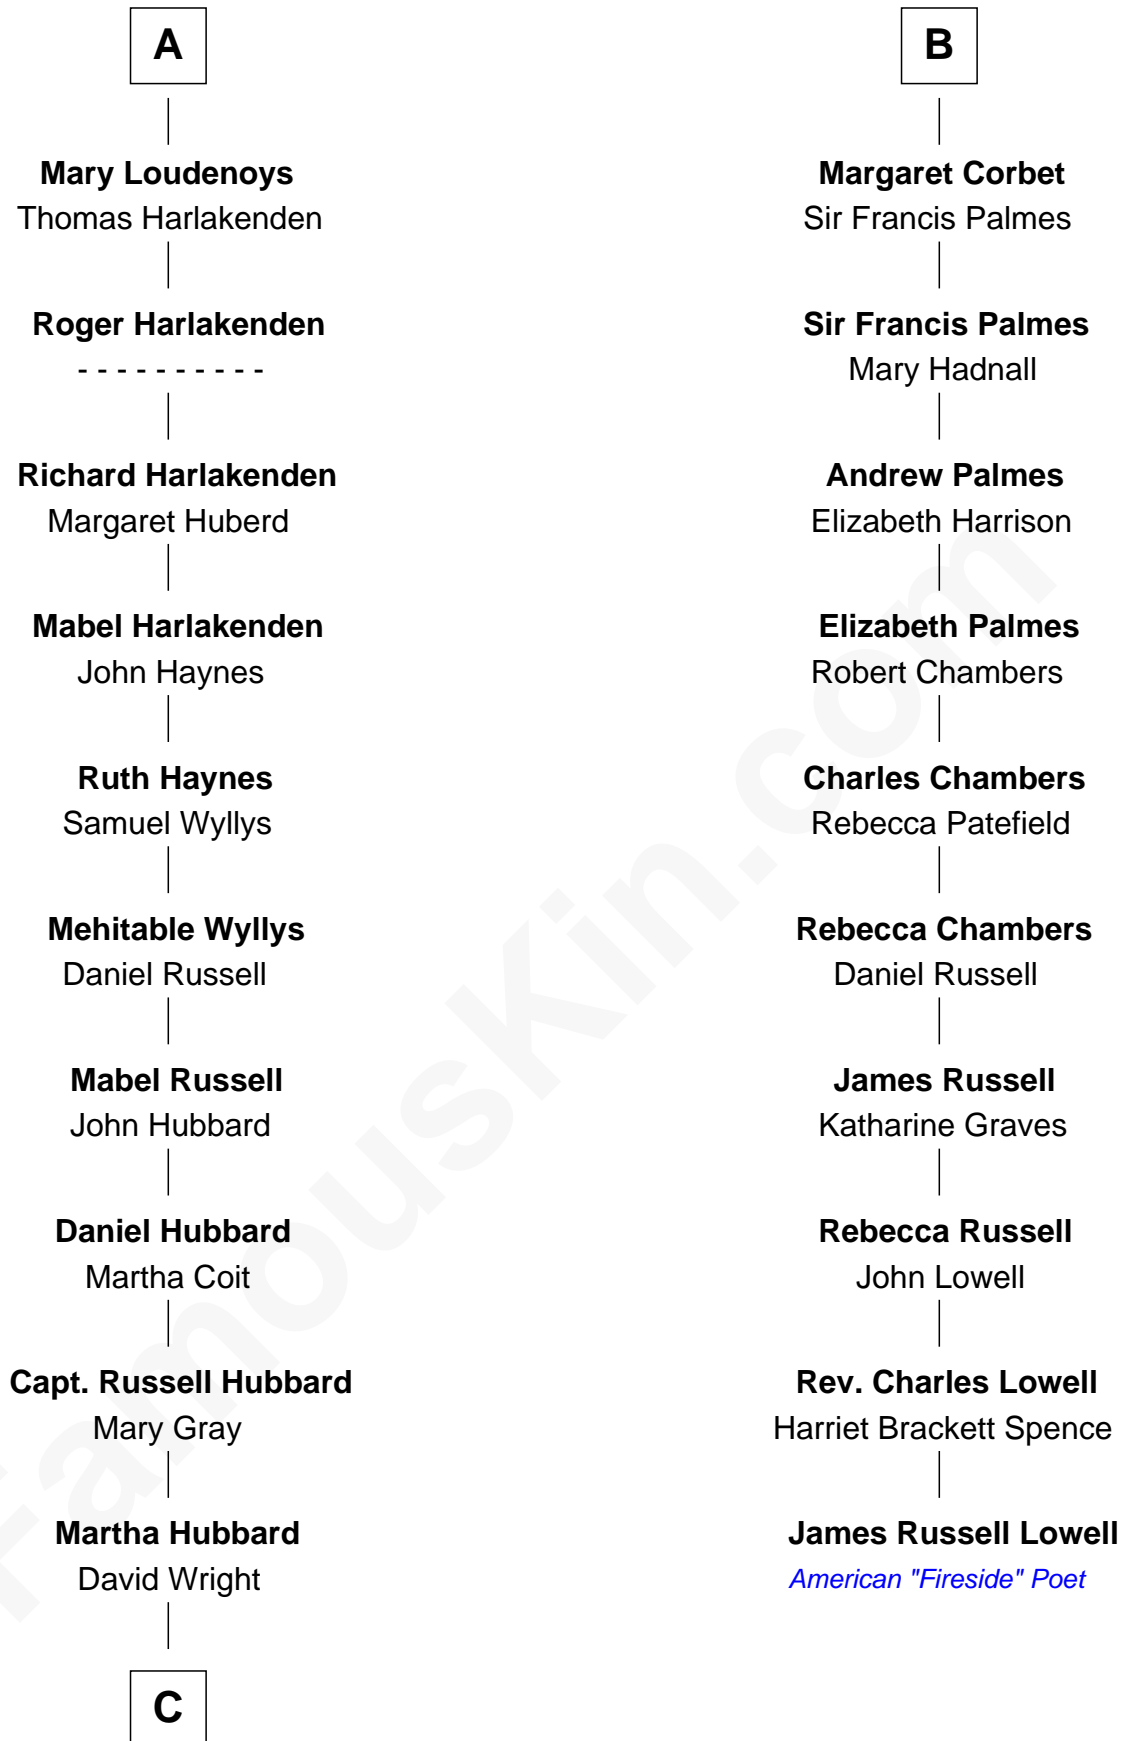 A
Mary Loudenoys
Thomas Harlakenden
Roger Harlakenden
- - - - - - - - - -
Richard Harlakenden
Margaret Huberd
Mabel Harlakenden
John Haynes
Ruth Haynes
Samuel Wyllys
Mehitable Wyllys
Daniel Russell
Mabel Russell
John Hubbard
Daniel Hubbard
Martha Coit
Capt. Russell Hubbard
Mary Gray
Martha Hubbard
David Wright
C
B
Margaret Corbet
Sir Francis Palmes
Sir Francis Palmes
Mary Hadnall
Andrew Palmes
Elizabeth Harrison
Elizabeth Palmes
Robert Chambers
Charles Chambers
Rebecca Patefield
Rebecca Chambers
Daniel Russell
James Russell
Katharine Graves
Rebecca Russell
John Lowell
Rev. Charles Lowell
Harriet Brackett Spence
James Russell Lowell
American "Fireside" Poet
FamousKin.com